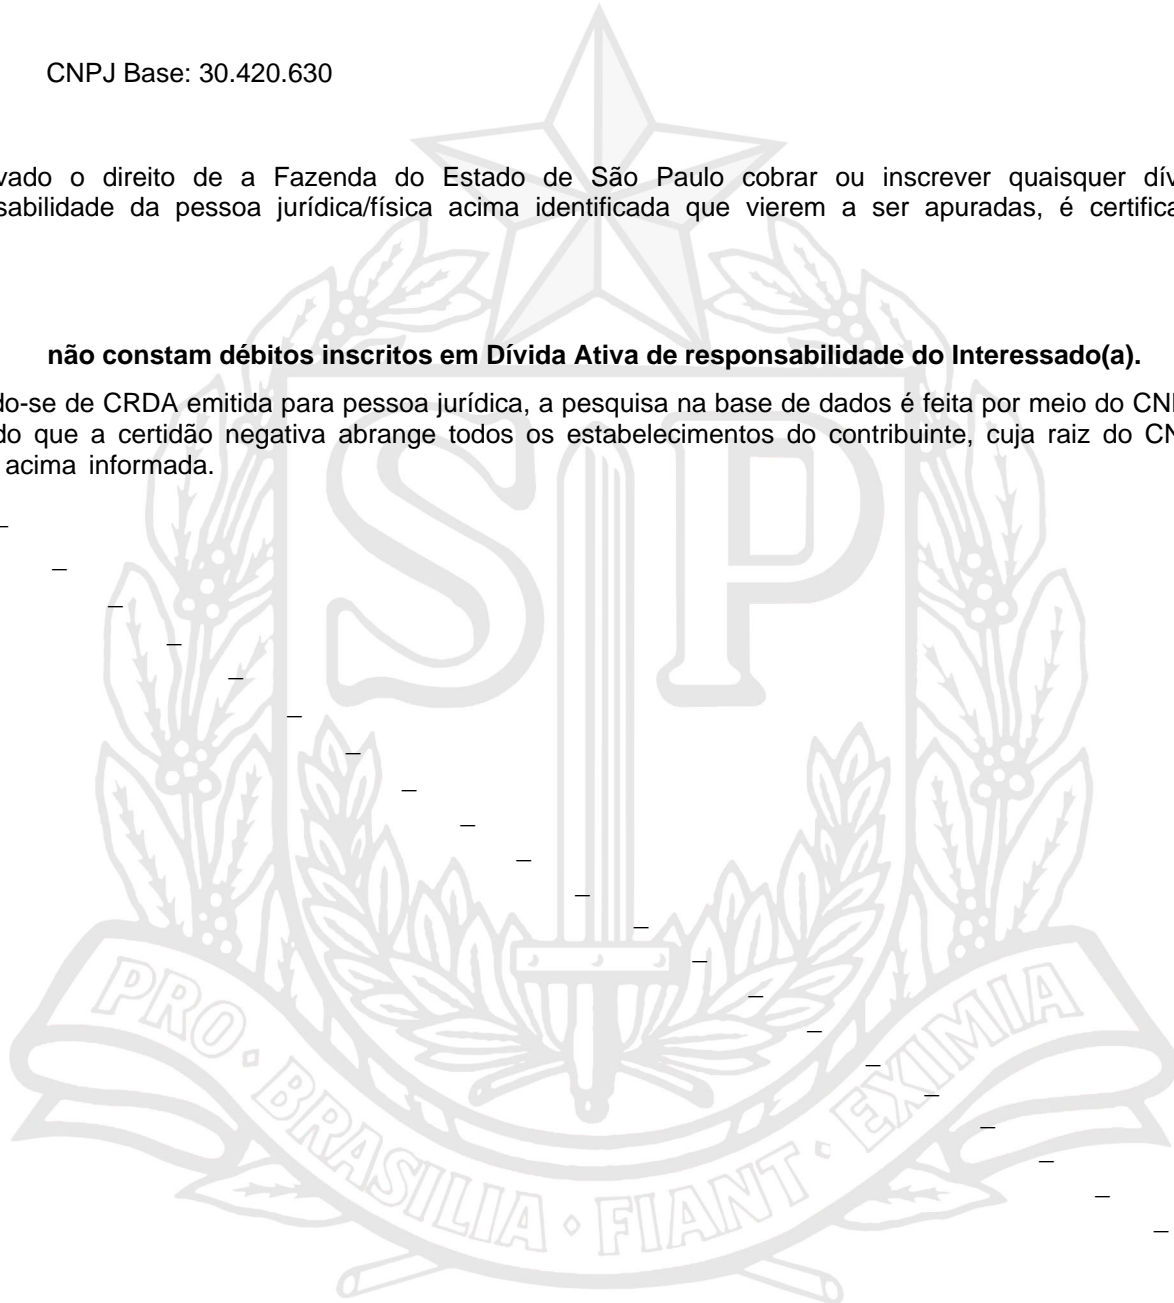 CNPJ Base: 30.420.630
vado o direito de a Fazenda do Estado de São Paulo cobrar ou inscrever quaisquer dív
sabilidade da pessoa jurídica/física acima identificada que vierem a ser apuradas, é certifica
não constam débitos inscritos em Dívida Ativa de responsabilidade do Interessado(a).
do-se de CRDA emitida para pessoa jurídica, a pesquisa na base de dados é feita por meio do CN
do que a certidão negativa abrange todos os estabelecimentos do contribuinte, cuja raiz do CN
acima informada.
SP
PRO · BRASILIA · FIANT · EXIMIA